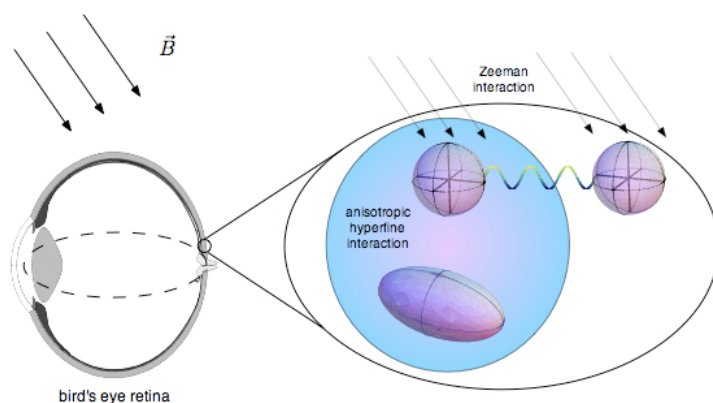 B
Zeeman
interaction
anisotropic
hyperfine
interaction
bird's eye retina